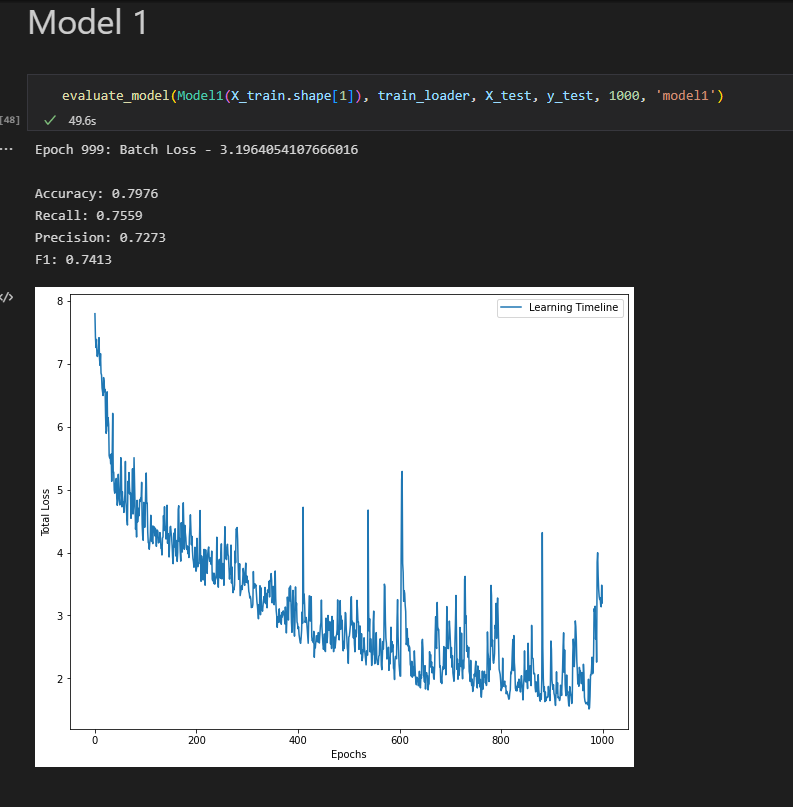 Model 1
evaluate_model(Model1(X_train.shape[1]), train_loader, X_test, y_test, 1000, 'model1')
[48]
49.6s
Epoch 999: Batch Loss - 3.1964054107666016
Accuracy: 0.7976
Recall: 0.7559
Precision: 0.7273
F1: 0.7413
Learning Timeline
8
7
6
5
4
3
2
Total Loss
0 200 400 600 800 1000
Epochs